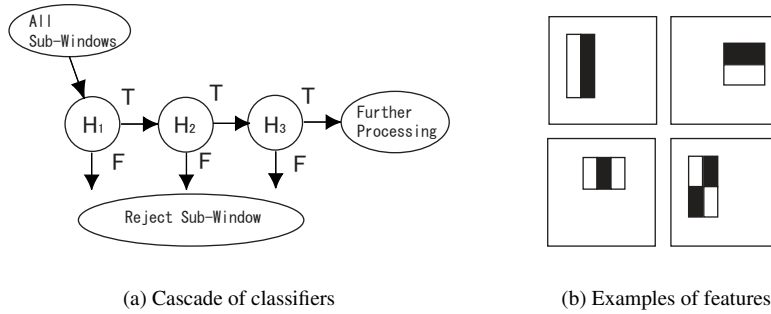 All
Sub-Windows
T
T
T
H1
H2
H3
Further
Processing
F
F
F
Reject Sub-Window
(a) Cascade of classifiers
(b) Examples of features